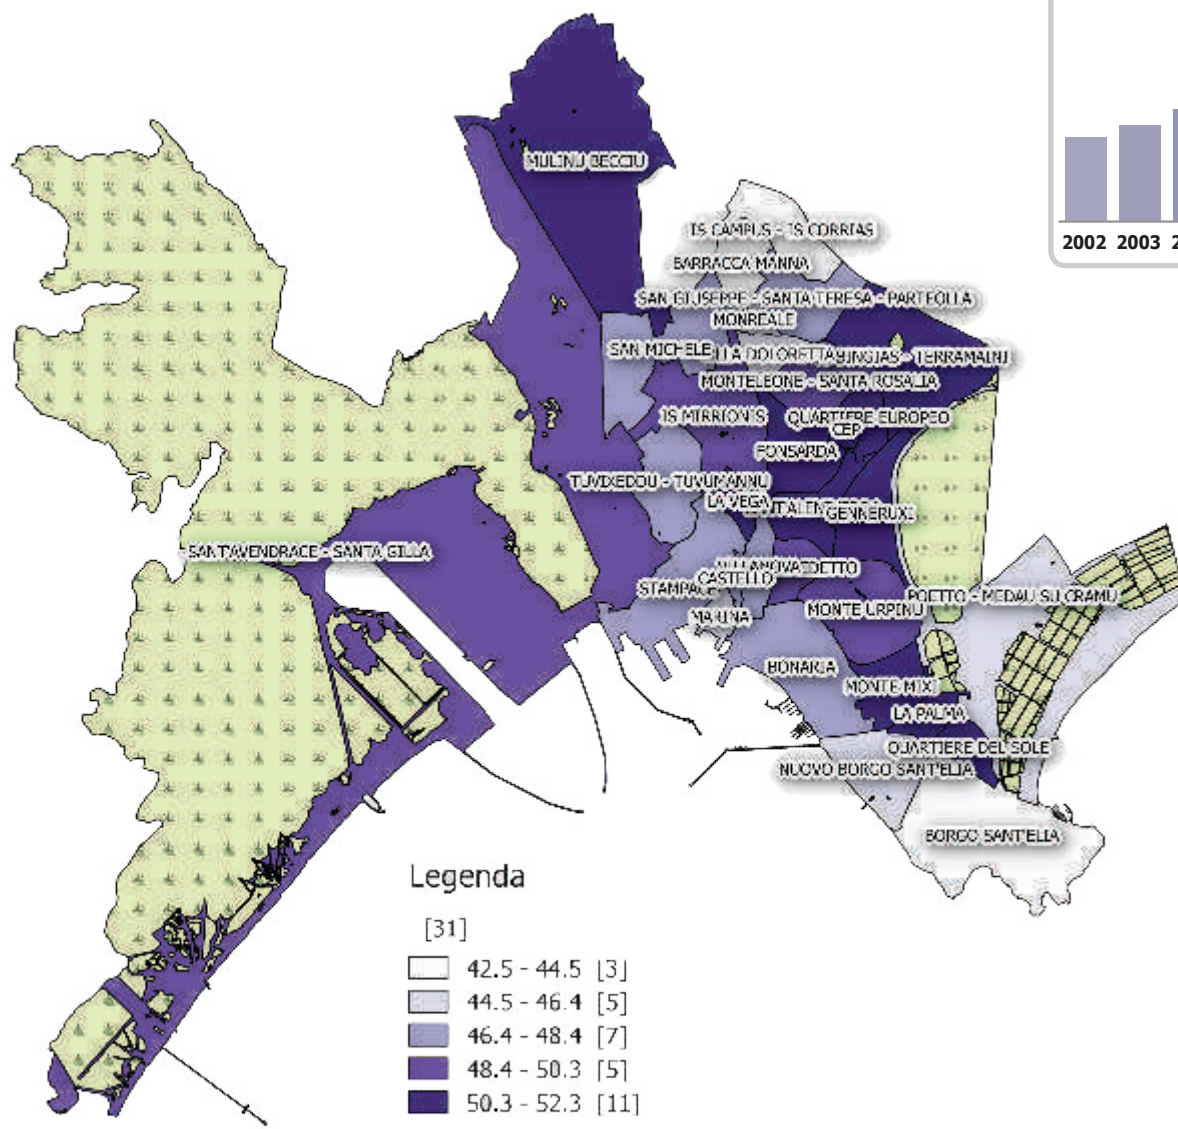 2002 2003
MULINU BECCIU
IS CAMPUS - IS CORRIAS
BARRACCA MANNA
SAN GIUSEPPE - SANTA TERESA - PARTEOLLA
MONREALE
SAN MICHELE
LLA DOLORETTA
BINGIAS - TERRAMAINI
MONTELEONE - SANTA ROSALIA
IS MIRRIONIS
QUARTIERE EUROPEO
CEP
FONSARDA
TUVIXEDDU - TUVUMANNU
LA VEGA
GENNERUXI
SANT'AVENDRACE - SANTA GILLA
CASTELLO
STAMPACE
MARINA
MONTE URPINU
POETTO - MEDAU SU CRAMU
BONARIA
MONTE MIXI
LA PALMA
QUARTIERE DEL SOLE
NUOVO BORGO SANT'ELIA
BORGO SANT'ELIA
Legenda
[31]
42.5 - 44.5 [3]
44.5 - 46.4 [5]
46.4 - 48.4 [7]
48.4 - 50.3 [5]
50.3 - 52.3 [11]